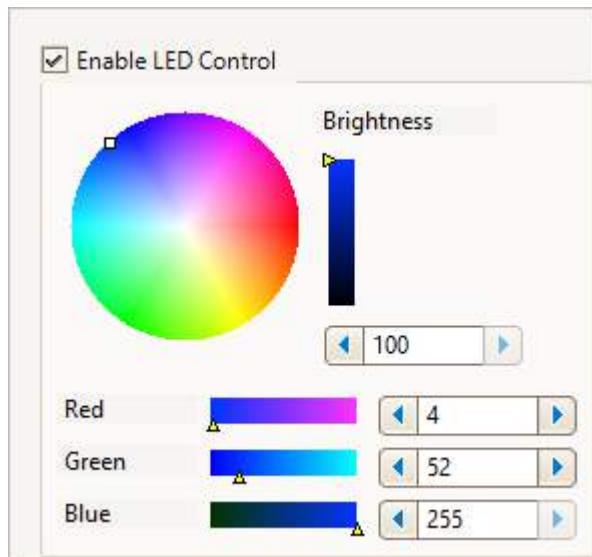 Enable LED Control
Brightness
100
Red
4
Green
52
Blue
255